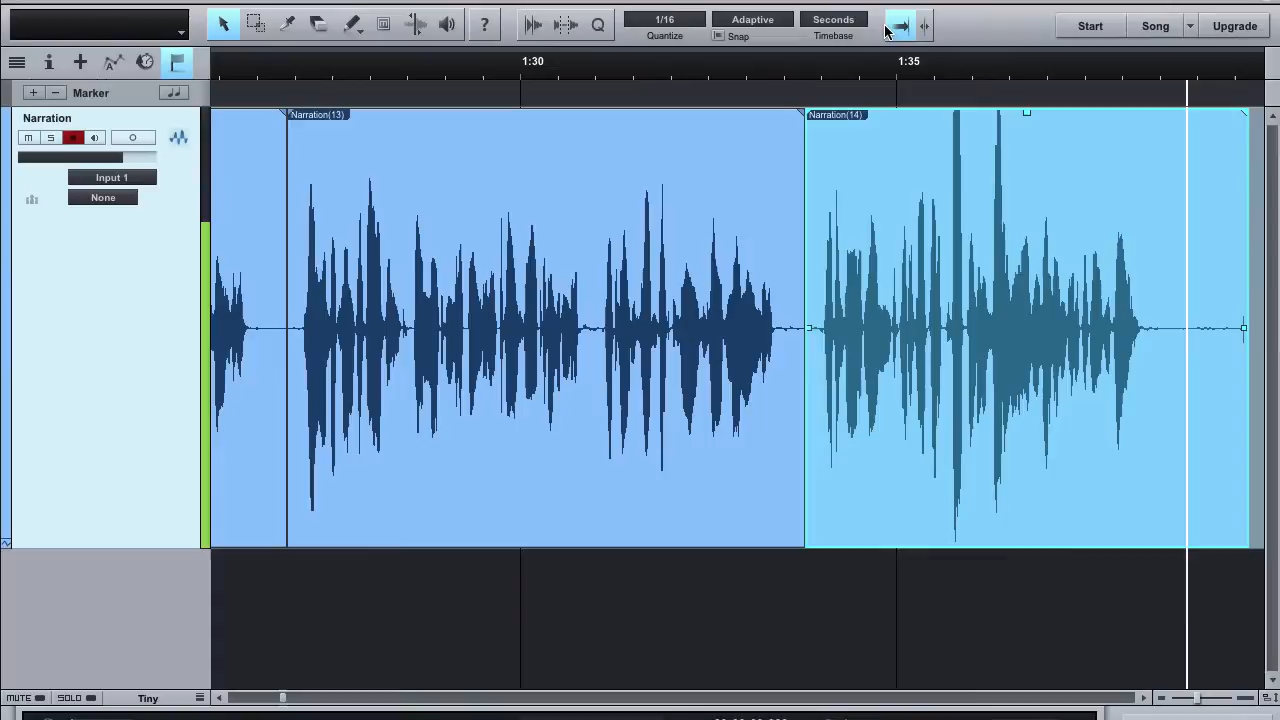 ?
Q
1/16
Quantize
Adaptive
Snap
Seconds
Timebase
Start
Song
Upgrade
1:30
1:35
+ −
Marker
Narration
M
S
Input 1
None
Narration(13)
Narration(14)
MUTE
SOLO
Tiny